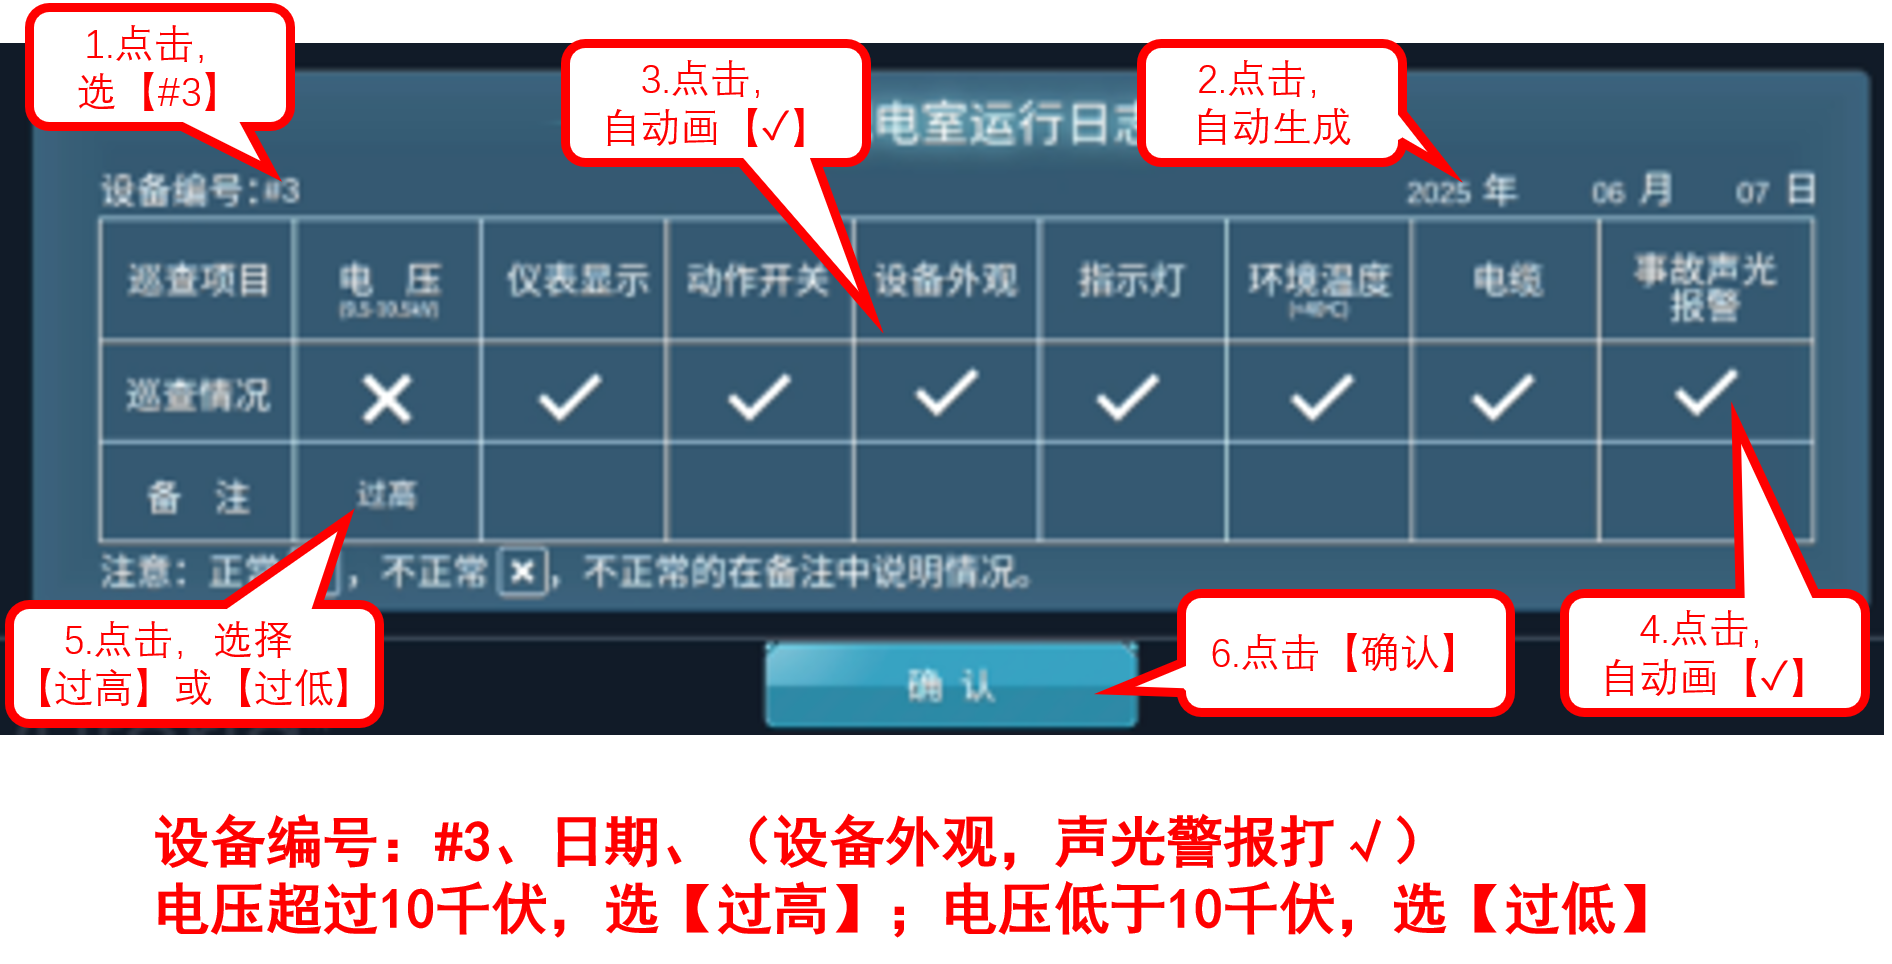 1.点击，
选【#3】
3.点击，
自动画【✓】
2.点击，
自动生成
电室运行日志
设备编号:#3
2025 年 06 月 07 日
巡查项目 电 压 仪表显示 动作开关 设备外观 指示灯 环境温度 电缆 事故声光
报警
(9.5-10.5kV) (<40℃)
巡查情况 × ✓ ✓ ✓ ✓ ✓ ✓ ✓
备 注 过高
注意：正常 ，不正常 × ，不正常的在备注中说明情况。
5.点击，选择
【过高】或【过低】
确 认
6.点击【确认】
4.点击，
自动画【✓】
设备编号：#3、日期、（设备外观，声光警报打√）
电压超过10千伏，选【过高】；电压低于10千伏，选【过低】